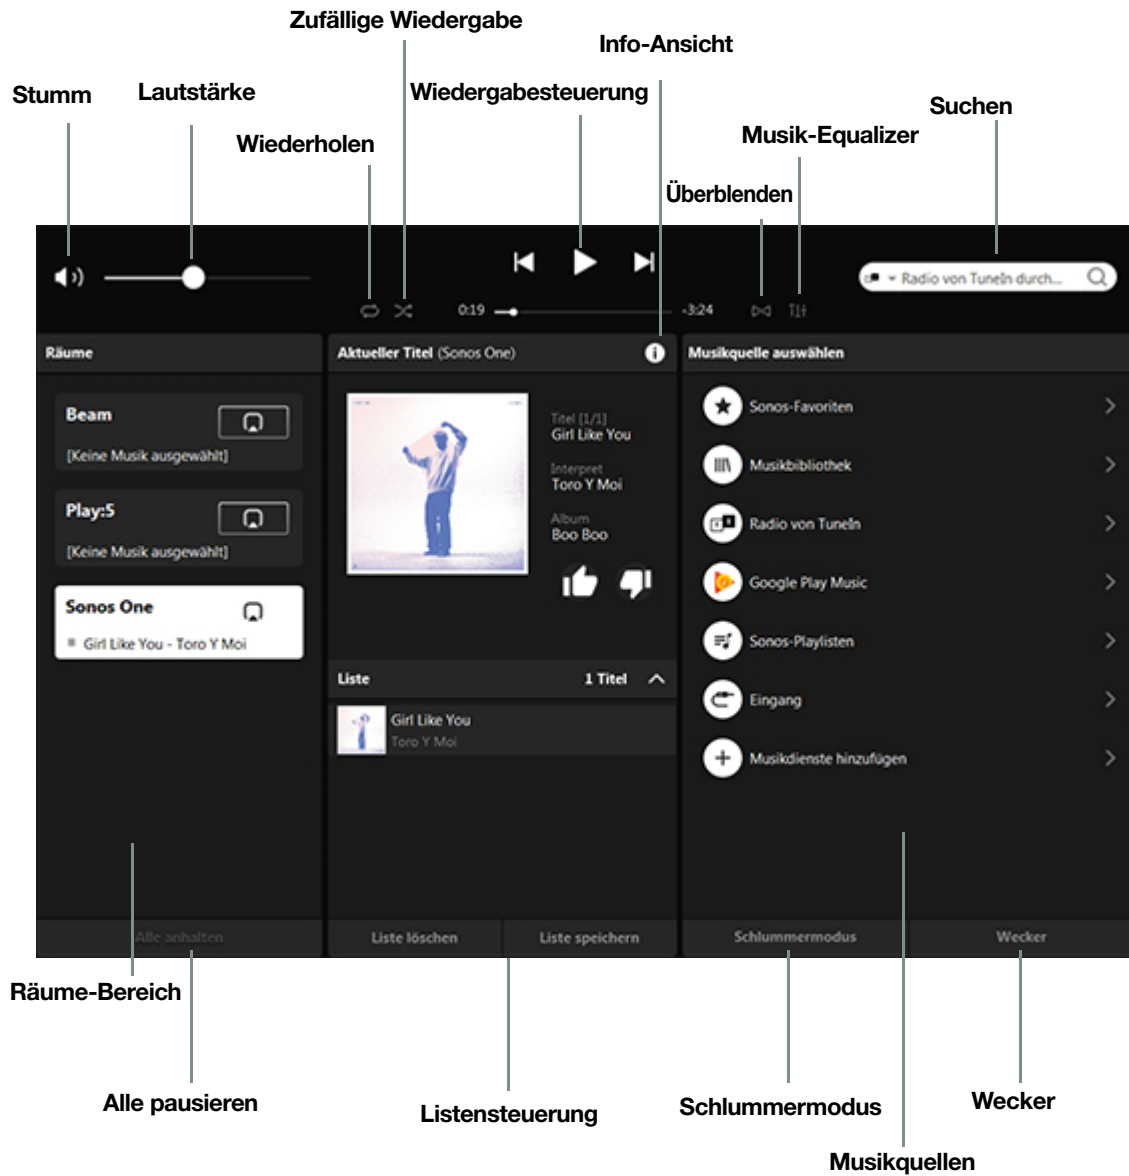 Zufällige Wiedergabe
Info-Ansicht
Stumm
Lautstärke
Wiedergabesteuerung
Suchen
Wiederholen
Musik-Equalizer
Überblenden
Radio von TuneIn durch...
0:19
-3:24
Räume
Aktueller Titel (Sonos One)
Musikquelle auswählen
Beam
[Keine Musik ausgewählt]
Play:5
[Keine Musik ausgewählt]
Sonos One
Girl Like You - Toro Y Moi
Titel [1/1]
Girl Like You
Interpret
Toro Y Moi
Album
Boo Boo
Liste
1 Titel
Girl Like You
Toro Y Moi
Sonos-Favoriten
Musikbibliothek
Radio von TuneIn
Google Play Music
Sonos-Playlisten
Eingang
Musikdienste hinzufügen
Alle anhalten
Liste löschen
Liste speichern
Schlummermodus
Wecker
Räume-Bereich
Alle pausieren
Listensteuerung
Schlummermodus
Wecker
Musikquellen